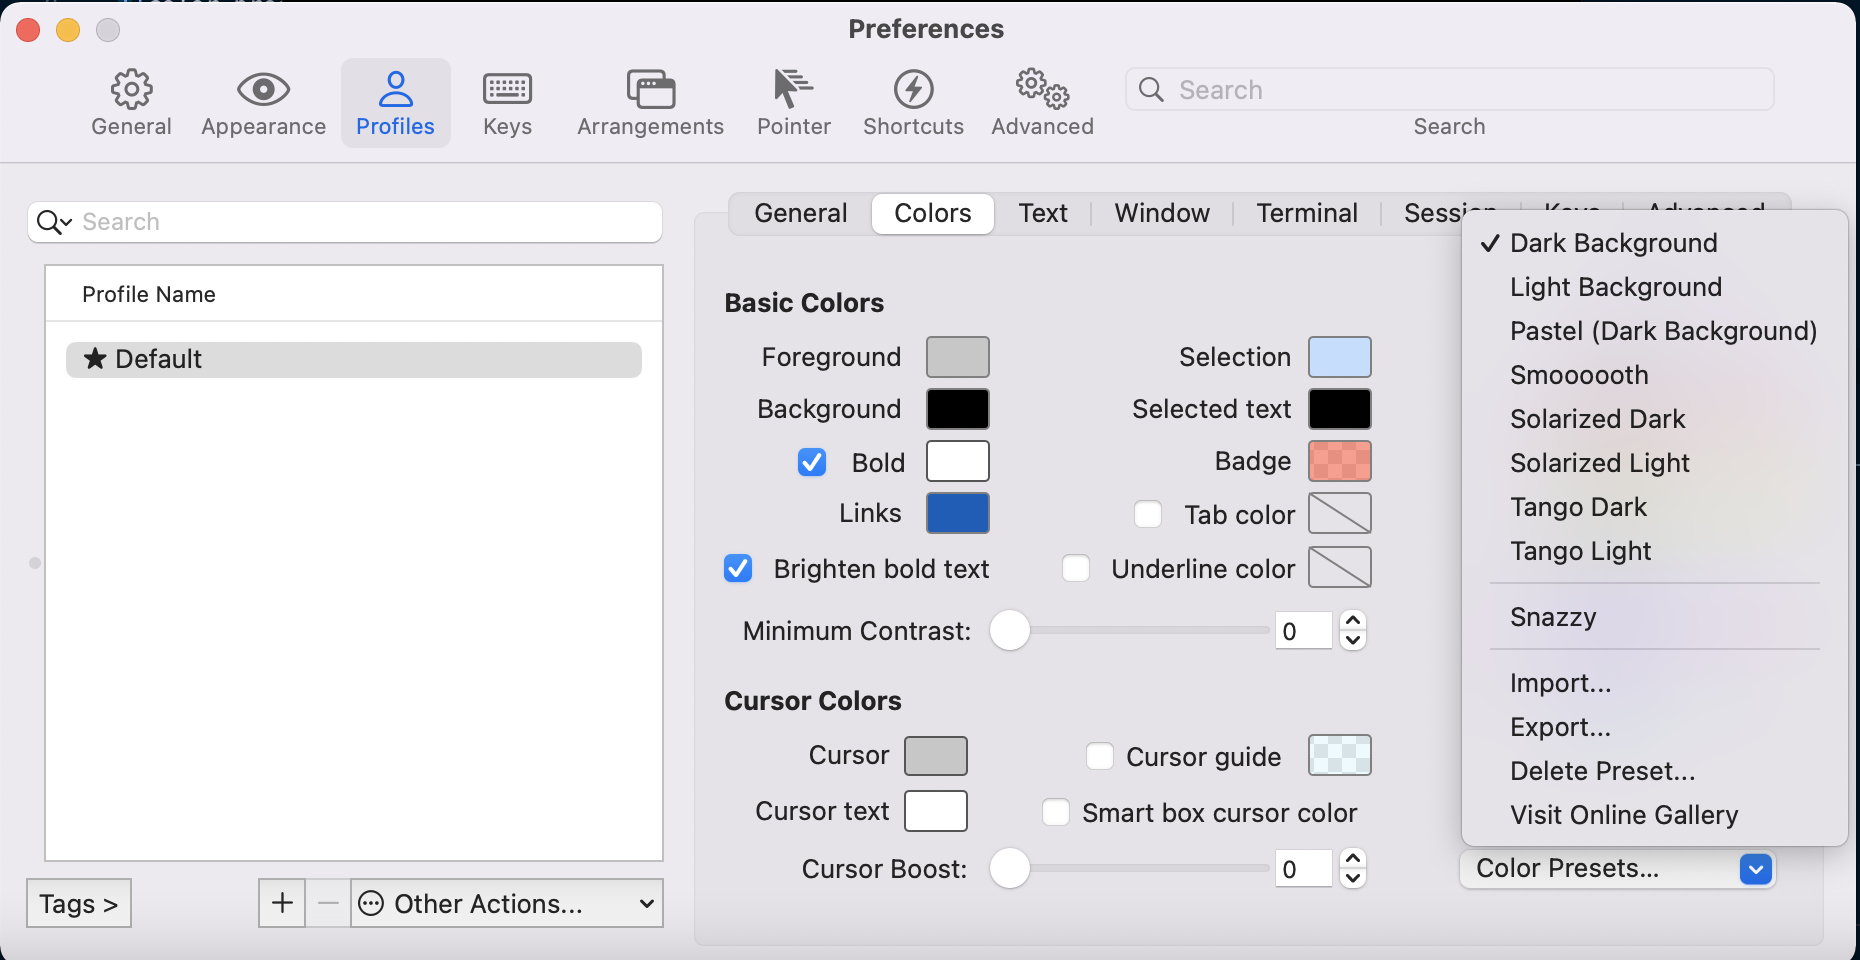 Preferences
General
Appearance
Profiles
Keys
Arrangements
Pointer
Shortcuts
Advanced
Search
Search
Search
Profile Name
★ Default
Tags >
+
−
Other Actions...
General
Colors
Text
Window
Terminal
Session
Keys
Advanced
Basic Colors
Foreground
Selection
Background
Selected text
Bold
Badge
Links
Tab color
Brighten bold text
Underline color
Minimum Contrast:
0
Cursor Colors
Cursor
Cursor guide
Cursor text
Smart box cursor color
Cursor Boost:
0
✓ Dark Background
Light Background
Pastel (Dark Background)
Smoooooth
Solarized Dark
Solarized Light
Tango Dark
Tango Light
Snazzy
Import...
Export...
Delete Preset...
Visit Online Gallery
Color Presets...